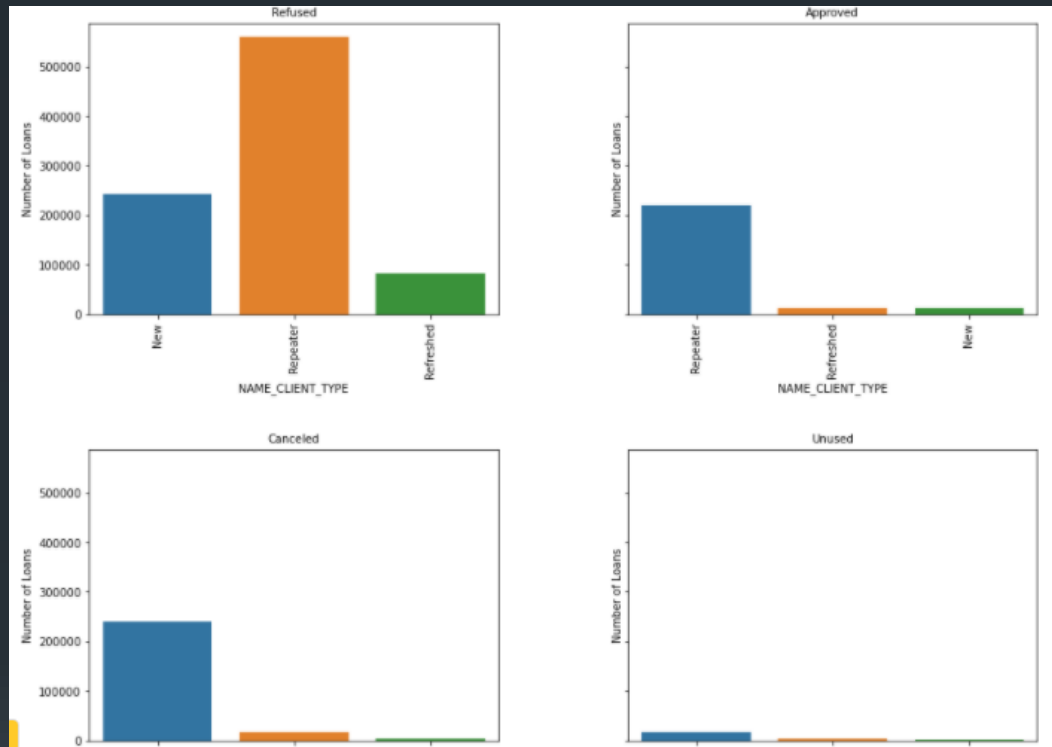 Refused
500000
400000
300000
200000
100000
0
Number of Loans
New
Repeater
Refreshed
NAME_CLIENT_TYPE
Approved
Number of Loans
Repeater
Refreshed
New
NAME_CLIENT_TYPE
Canceled
500000
400000
300000
200000
100000
0
Number of Loans
Unused
Number of Loans